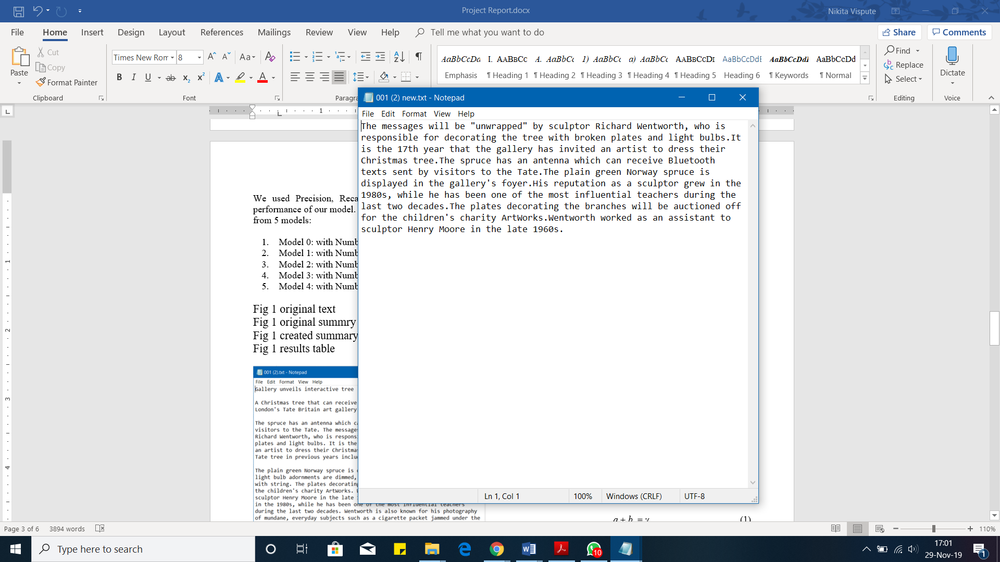 Project Report.docx
Nikita Vispute
File Home Insert Design Layout References Mailings Review View Help Tell me what you want to do
Share Comments
Paste
Cut
Copy
Format Painter
Clipboard
Times New Ron 8
Aa
B I U ab x₂ x² A A
Font
Paragra
AaBbCcDa I. AABBCC A. AaBbCc 1) AaBbCc a) AaBbCc AABBCCDI AaBbCcDdE AaBbCcDdI AaBbCcDd
Emphasis ¶ Heading 1 ¶ Heading 2 ¶ Heading 3 ¶ Heading 4 ¶ Heading 5 Heading 6 ¶ Keywords ¶ Normal
Find
Replace
Select
Editing
Dictate
Voice
We used Precision, Reca
performance of our model.
from 5 models:
1. Model 0: with Numb
2. Model 1: with Numb
3. Model 2: with Numb
4. Model 3: with Numb
5. Model 4: with Numb
Fig 1 original text
Fig 1 original summry
Fig 1 created summary
Fig 1 results table
001 (2).txt - Notepad
File Edit Format View Help
Gallery unveils interactive tree
A Christmas tree that can receive
London's Tate Britain art gallery
The spruce has an antenna which ca
visitors to the Tate. The message
Richard Wentworth, who is respons
plates and light bulbs. It is the
an artist to dress their Christma
Tate tree in previous years inclu
The plain green Norway spruce is
light bulb adornments are dimmed,
with string. The plates decorating
the children's charity ArtWorks.
sculptor Henry Moore in the late
in the 1980s, while he has been one of the most influential teachers
during the last two decades. Wentworth is also known for his photography
of mundane, everyday subjects such as a cigarette packet jammed under the
001 (2) new.txt - Notepad
File Edit Format View Help
The messages will be "unwrapped" by sculptor Richard Wentworth, who is
responsible for decorating the tree with broken plates and light bulbs.It
is the 17th year that the gallery has invited an artist to dress their
Christmas tree.The spruce has an antenna which can receive Bluetooth
texts sent by visitors to the Tate.The plain green Norway spruce is
displayed in the gallery's foyer.His reputation as a sculptor grew in the
1980s, while he has been one of the most influential teachers during the
last two decades.The plates decorating the branches will be auctioned off
for the children's charity ArtWorks.Wentworth worked as an assistant to
sculptor Henry Moore in the late 1960s.
Ln 1, Col 1 100% Windows (CRLF) UTF-8
a + b = γ (1)
Page 3 of 6 3894 words
110%
Type here to search
10
17:01
29-Nov-19
1